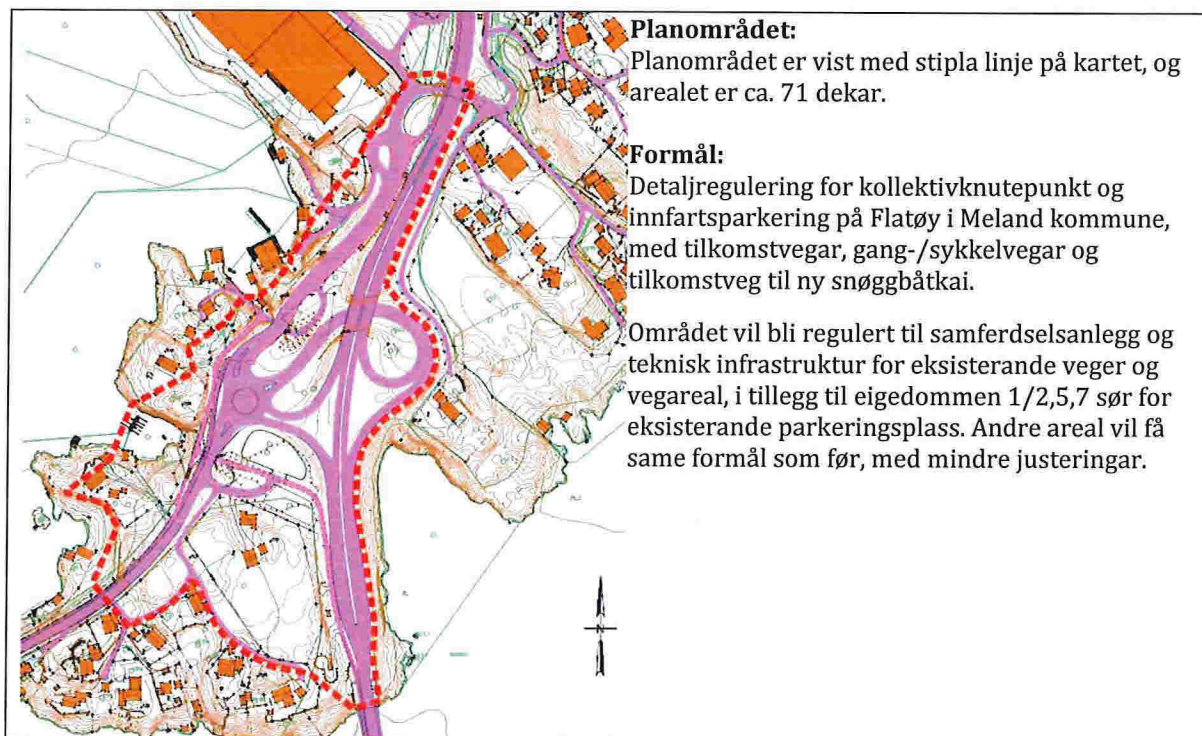 Planområdet:
Planområdet er vist med stipla linje på kartet, og
arealet er ca. 71 dekar.
Formål:
Detaljregulering for kollektivknutepunkt og
innfartsparkering på Flatøy i Meland kommune,
med tilkomstvegar, gang-/sykkelvegar og
tilkomstveg til ny snøggbåtkai.
Området vil bli regulert til samferdselsanlegg og
teknisk infrastruktur for eksisterande veger og
vegareal, i tillegg til eigedommen 1/2,5,7 sør for
eksisterande parkeringsplass. Andre areal vil få
same formål som før, med mindre justeringar.
N